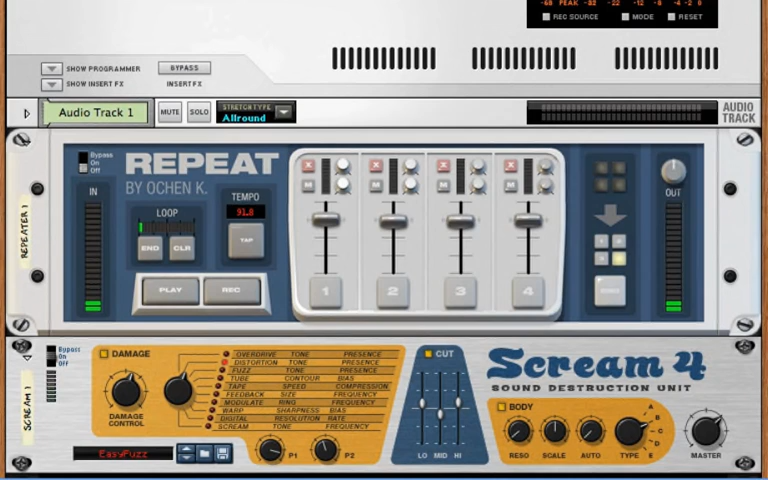 -68 PEAK -32 -22 -12 -8 -4 -2 0
REC SOURCE MODE RESET
SHOW PROGRAMMER BYPASS
SHOW INSERT FX INSERT FX
Audio Track 1 MUTE SOLO
STRETCH TYPE
Allround
AUDIO
TRACK
Bypass
On
Off
REPEAT
BY OCHEN K.
IN
LOOP
END CLR
TEMPO
91.8
TAP
PLAY REC
X X X X
M M M M
1 2 3 4
OUT
REPEATER 1
Bypass
On
Off
SCREAM 1
DAMAGE
DAMAGE
CONTROL
OVERDRIVE TONE PRESENCE
DISTORTION TONE PRESENCE
FUZZ TONE PRESENCE
TUBE CONTOUR BIAS
TAPE SPEED COMPRESSION
FEEDBACK SIZE FREQUENCY
MODULATE RING FREQUENCY
WARP SHARPNESS BIAS
DIGITAL RESOLUTION RATE
SCREAM TONE FREQUENCY
P1 P2
EasyFuzz
CUT
LO MID HI
Scream 4
SOUND DESTRUCTION UNIT
BODY
RESO SCALE AUTO TYPE
A
B
C
D
E
MASTER